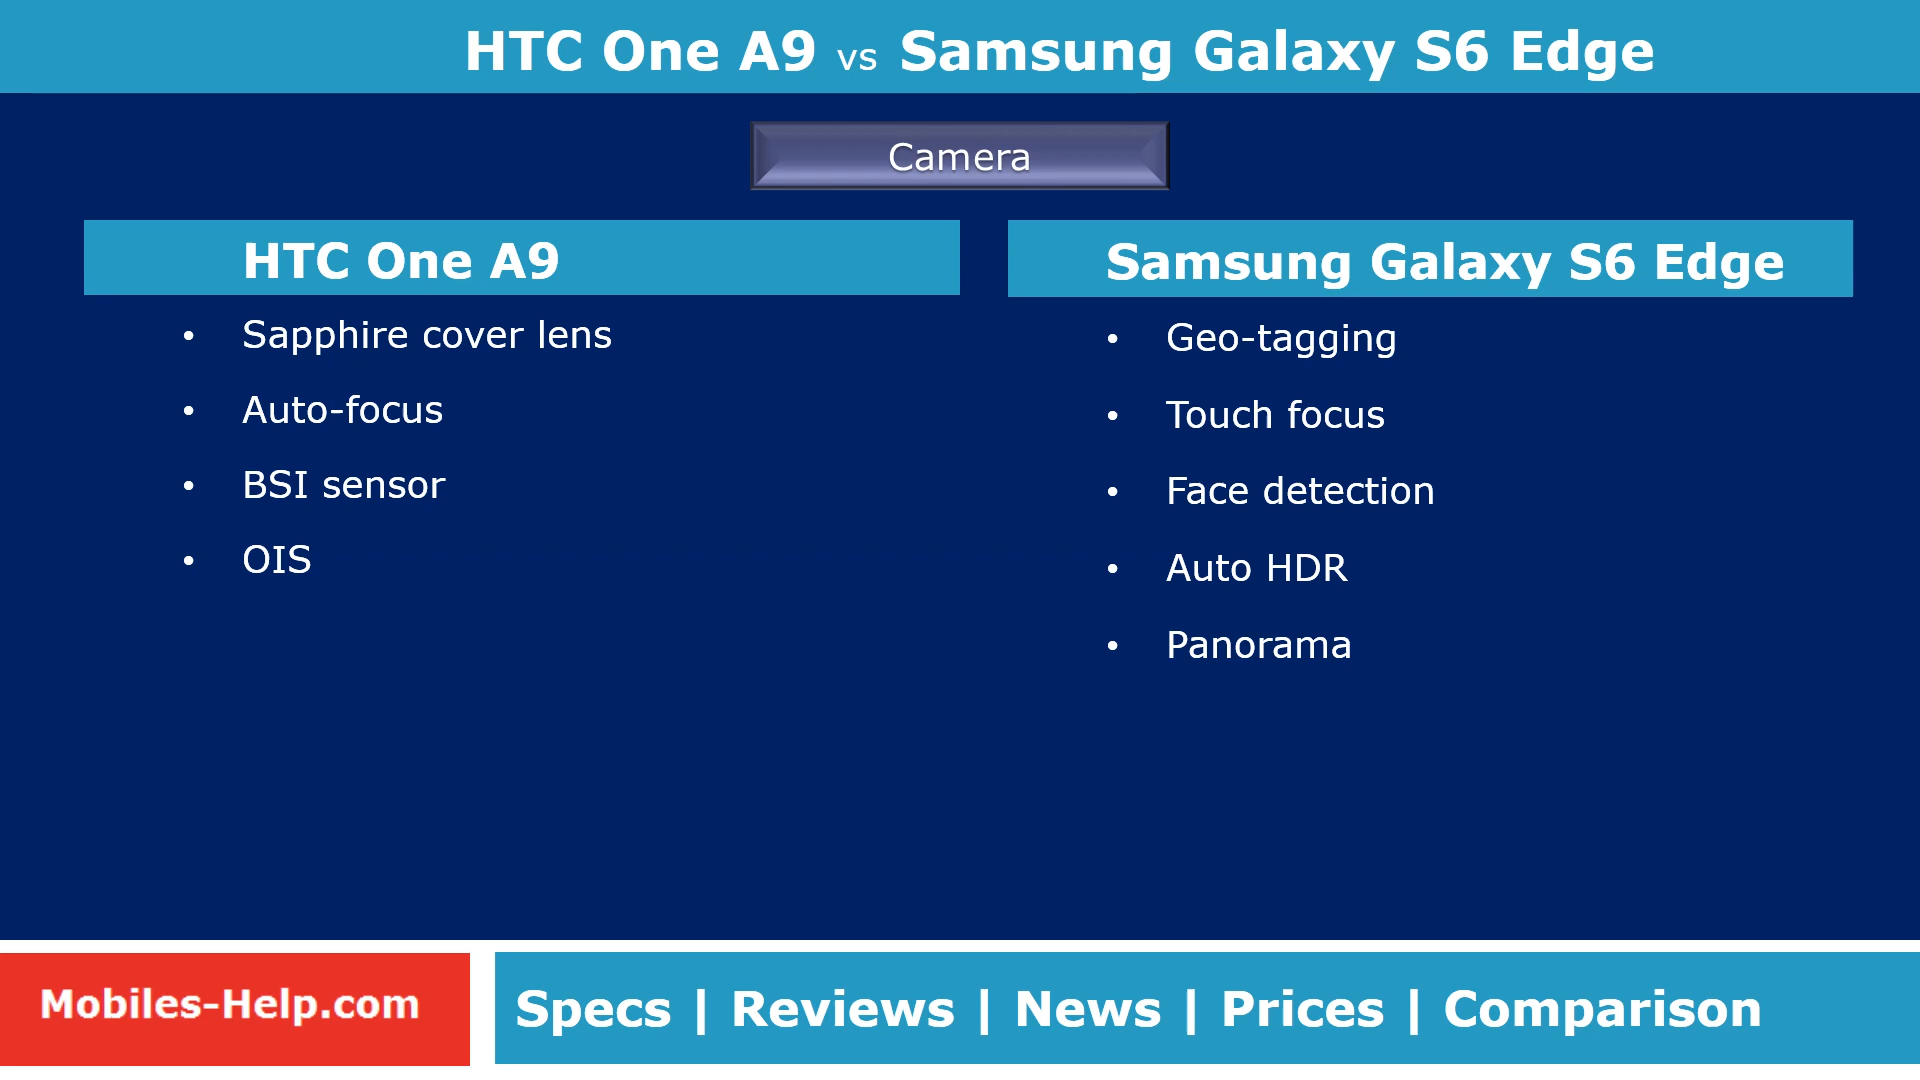 HTC One A9 vs Samsung Galaxy S6 Edge
Camera
HTC One A9
• Sapphire cover lens
• Auto-focus
• BSI sensor
• OIS
Samsung Galaxy S6 Edge
• Geo-tagging
• Touch focus
• Face detection
• Auto HDR
• Panorama
Mobiles-Help.com
Specs | Reviews | News | Prices | Comparison